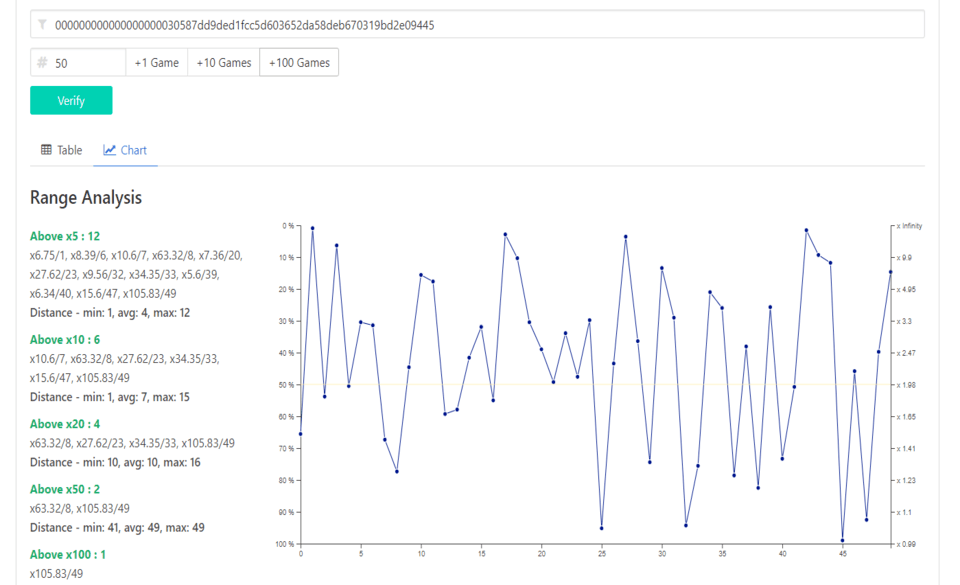 00000000000000000030587dd9ded1fcc5d603652da58deb670319bd2e09445
# 50 +1 Game +10 Games +100 Games
Verify
Table Chart
Range Analysis
Above x5 : 12
x6.75/1, x8.39/6, x10.6/7, x63.32/8, x7.36/20,
x27.62/23, x9.56/32, x34.35/33, x5.6/39,
x6.34/40, x15.6/47, x105.83/49
Distance - min: 1, avg: 4, max: 12
Above x10 : 6
x10.6/7, x63.32/8, x27.62/23, x34.35/33,
x15.6/47, x105.83/49
Distance - min: 1, avg: 7, max: 15
Above x20 : 4
x63.32/8, x27.62/23, x34.35/33, x105.83/49
Distance - min: 10, avg: 10, max: 16
Above x50 : 2
x63.32/8, x105.83/49
Distance - min: 41, avg: 49, max: 49
Above x100 : 1
x105.83/49
0 %
10 %
20 %
30 %
40 %
50 %
60 %
70 %
80 %
90 %
100 %
x Infinity
x 9.9
x 4.95
x 3.3
x 2.47
x 1.98
x 1.65
x 1.41
x 1.23
x 1.1
x 0.99
0 5 10 15 20 25 30 35 40 45